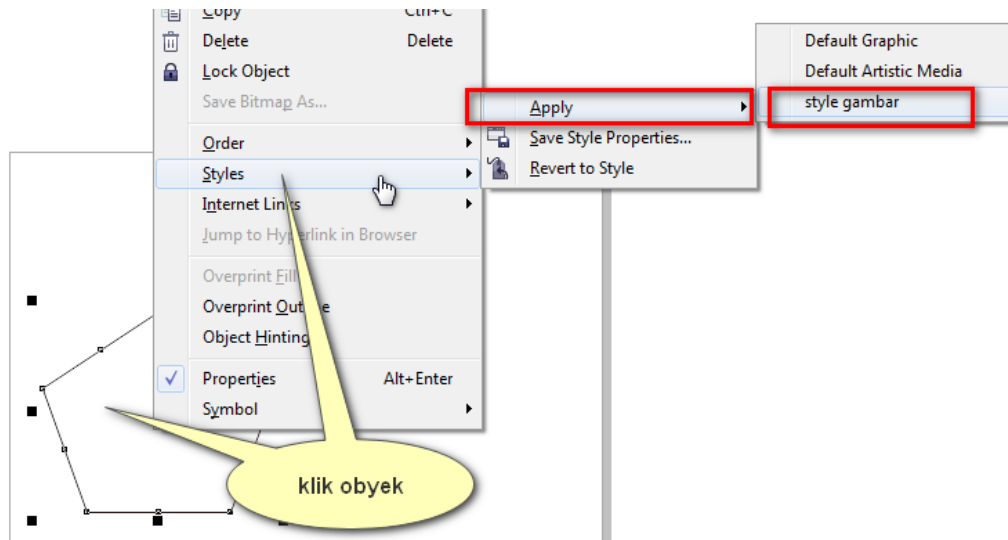 Copy Ctrl+C
Delete Delete
Lock Object
Save Bitmap As...
Order
Styles
Internet Links
Jump to Hyperlink in Browser
Overprint Fill
Overprint Outline
Object Hinting
Properties Alt+Enter
Symbol
Apply
Save Style Properties...
Revert to Style
Default Graphic
Default Artistic Media
style gambar
klik obyek